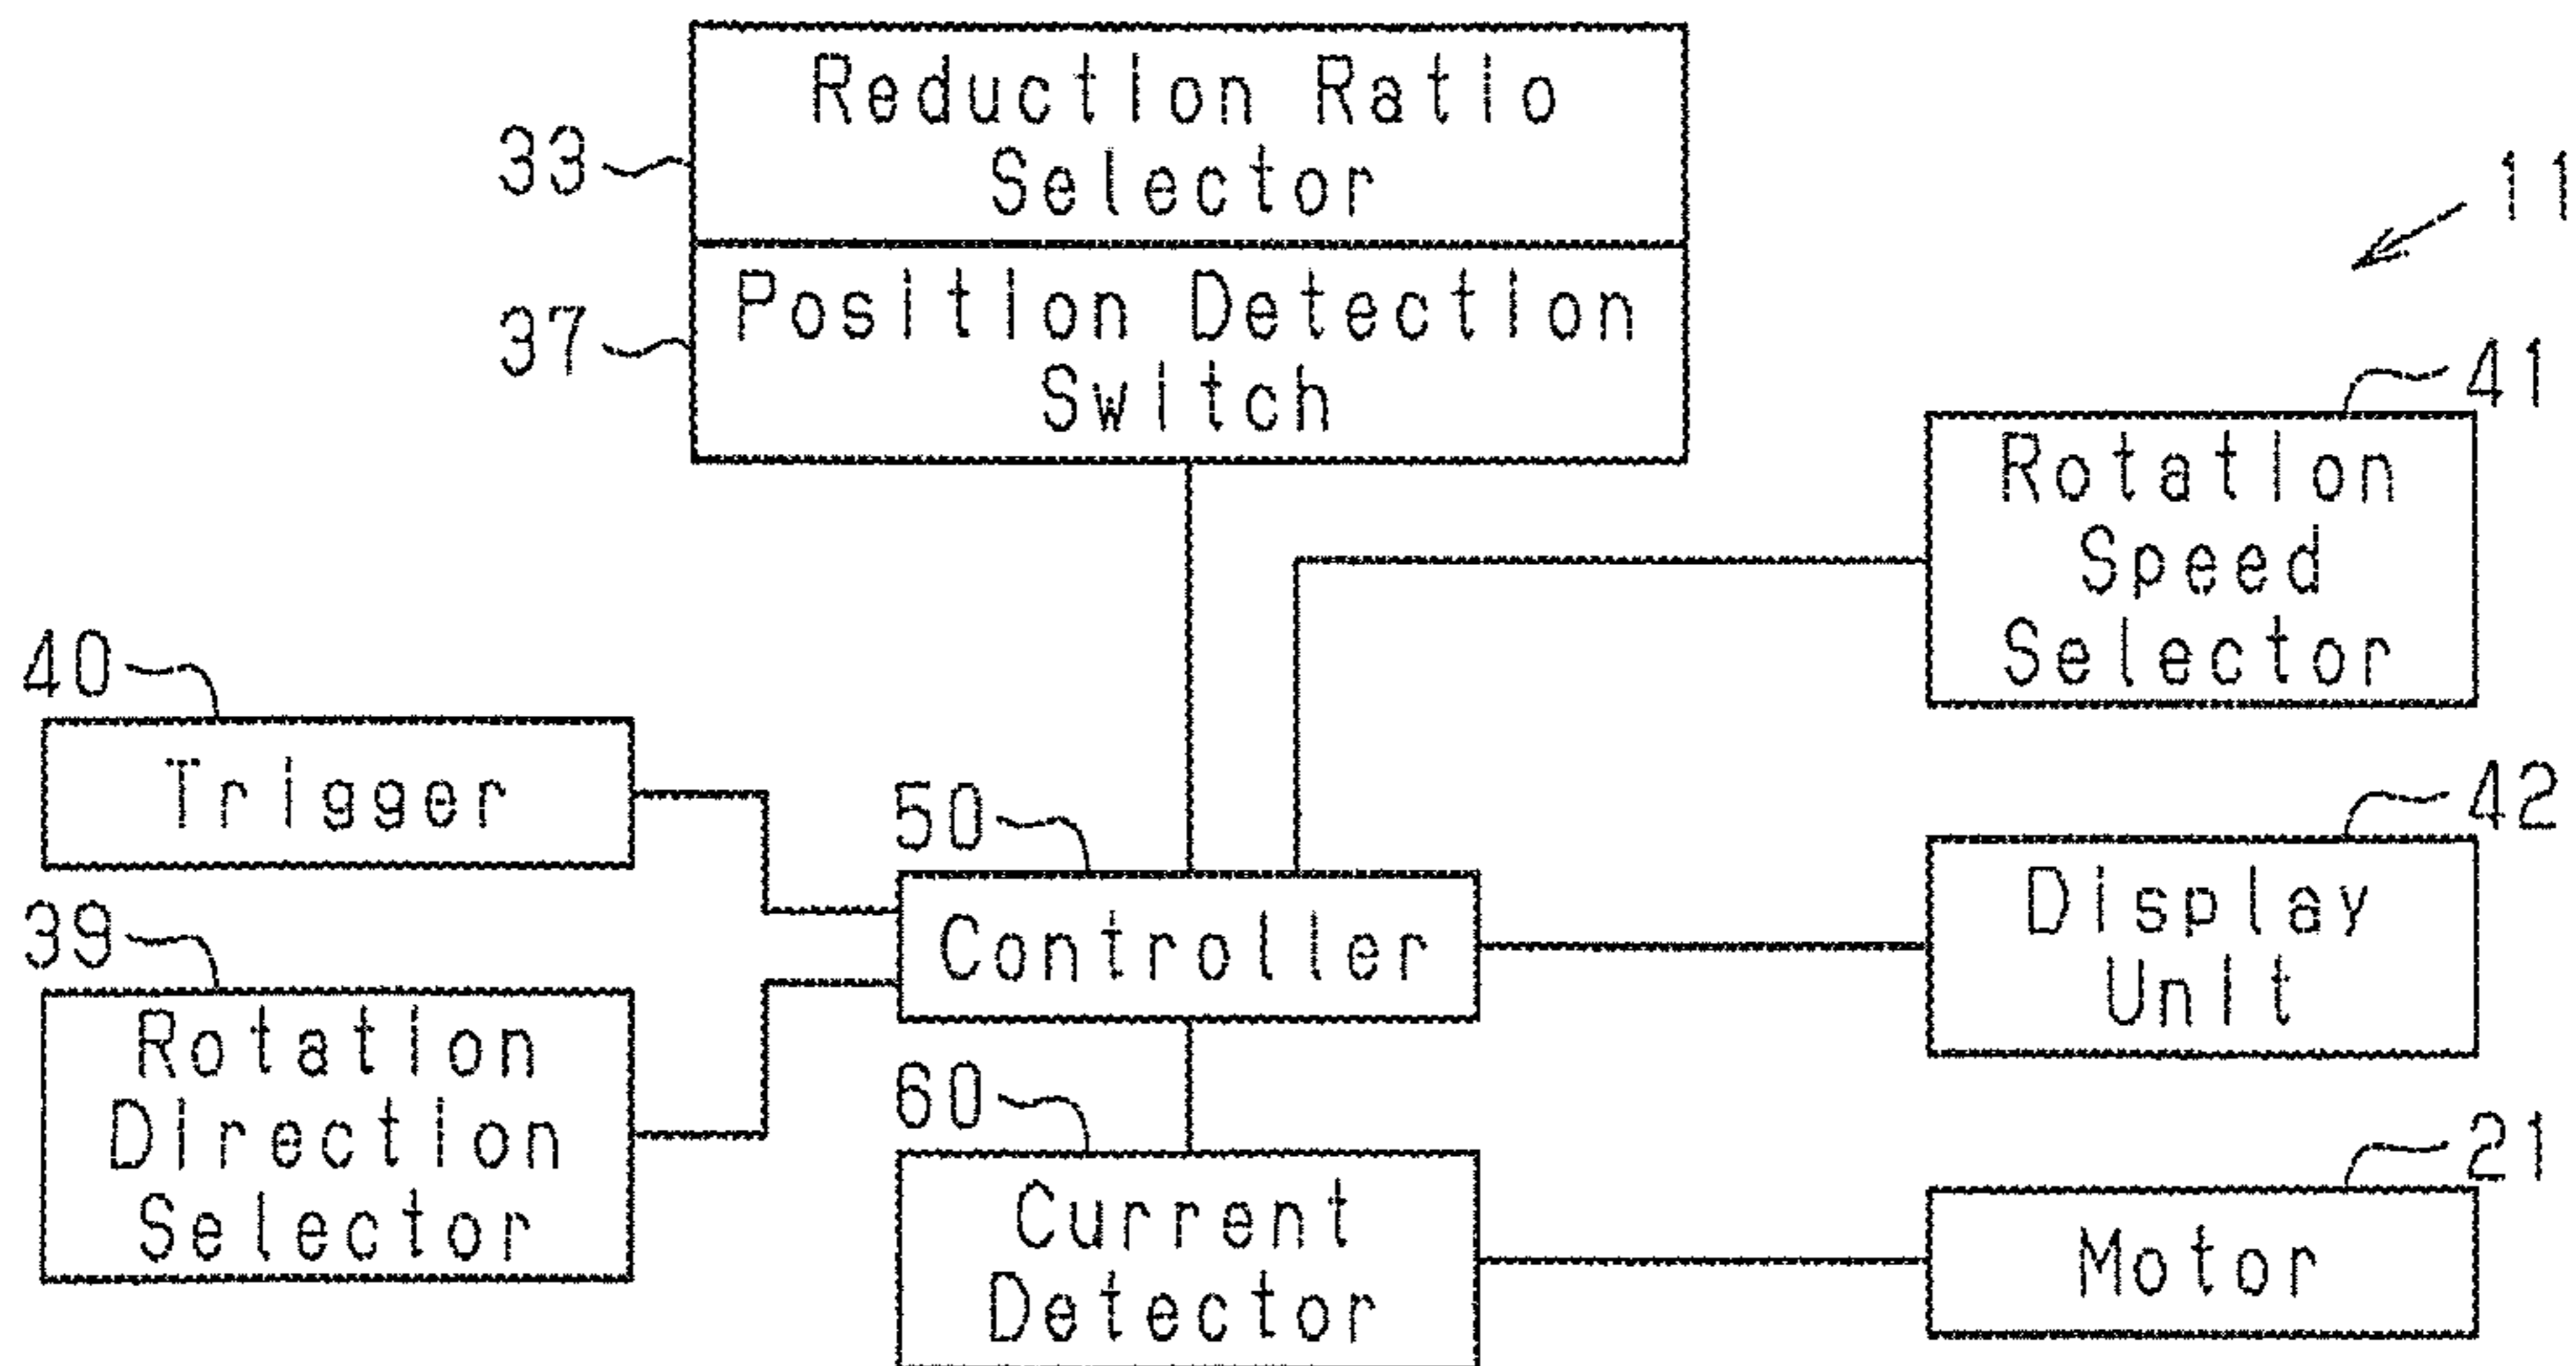 Reduction Ratio
Selector
33
Position Detection
Switch
37
11
41
Rotation
Speed
Selector
40
Trigger
50
Controller
42
Display
Unit
39
Rotation
Direction
Selector
60
Current
Detector
21
Motor